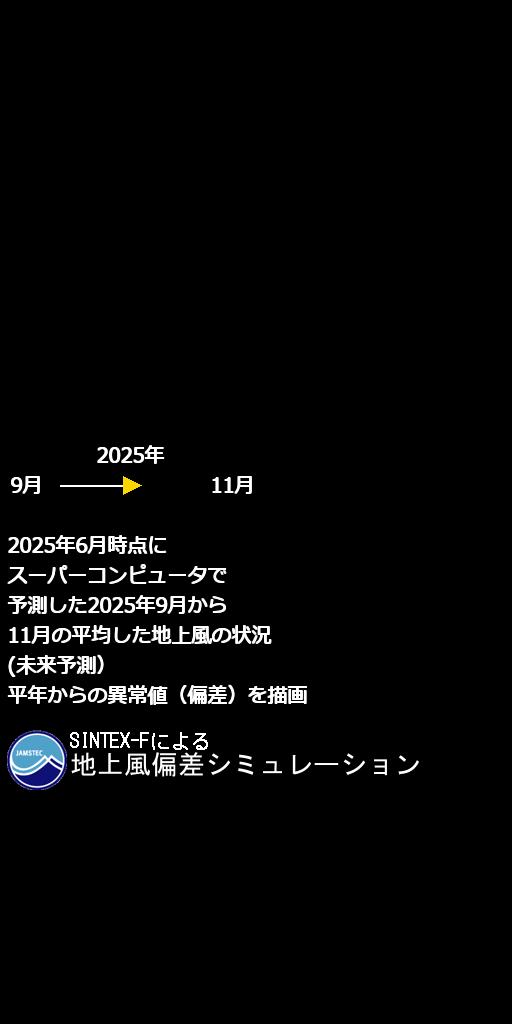 2025年
9月 11月
2025年6月時点に
スーパーコンピュータで
予測した2025年9月から
11月の平均した地上風の状況
(未来予測）
平年からの異常値（偏差）を描画
SINTEX-Fによる
JAMSTEC
地上風偏差シミュレーション